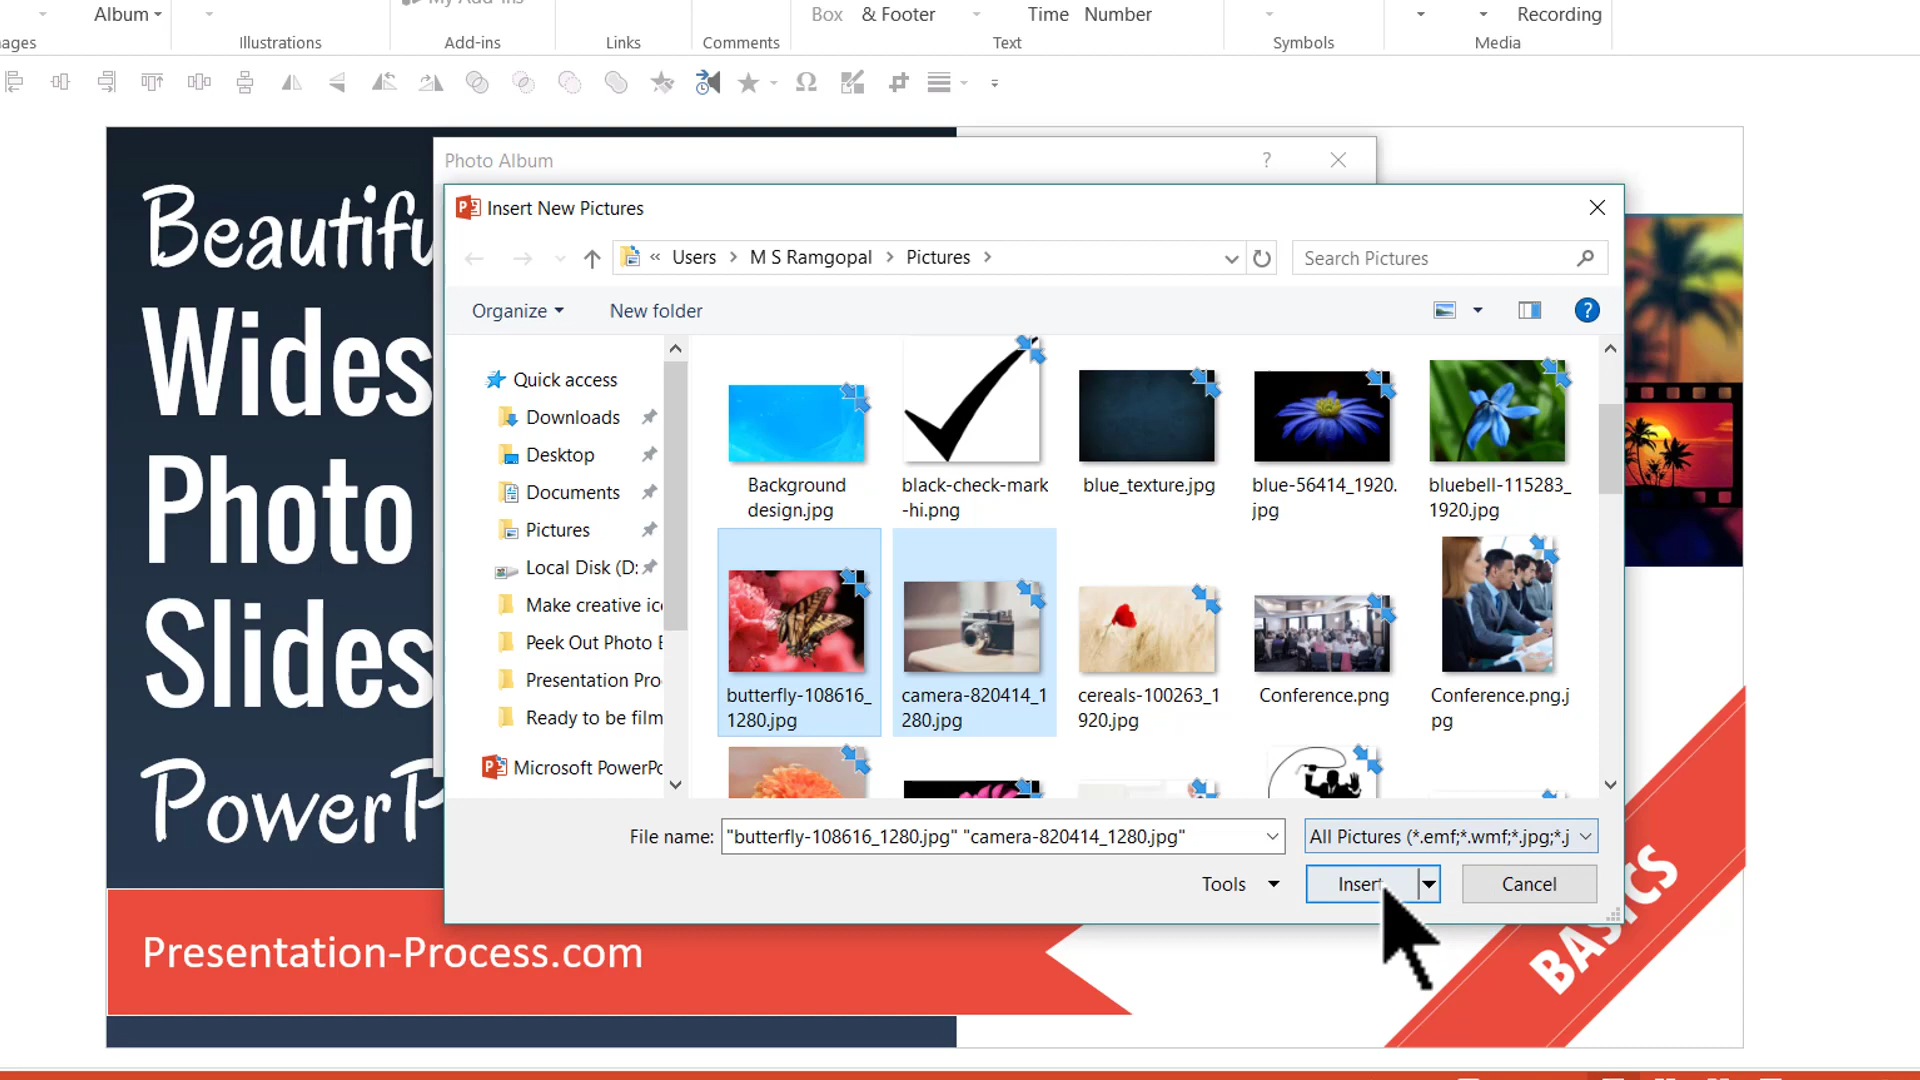 Album
My Add-ins
Box & Footer Time Number Recording
ages Illustrations Add-ins Links Comments Text Symbols Media
Photo Album ?
Insert New Pictures
« Users > M S Ramgopal > Pictures >
Search Pictures
Organize New folder ?
Quick access
Downloads
Desktop
Documents
Pictures
Local Disk (D:
Make creative ico
Peek Out Photo E
Presentation Pro
Ready to be film
Microsoft PowerPo
Background
design.jpg
black-check-mark
-hi.png
blue_texture.jpg
blue-56414_1920.
jpg
bluebell-115283_
1920.jpg
butterfly-108616_
1280.jpg
camera-820414_1
280.jpg
cereals-100263_1
920.jpg
Conference.png
Conference.png.j
pg
File name: "butterfly-108616_1280.jpg" "camera-820414_1280.jpg"
All Pictures (*.emf;*.wmf;*.jpg;*.j
Tools Insert Cancel
Beautifu
Wides
Photo
Slides
PowerP
Presentation-Process.com
BASICS